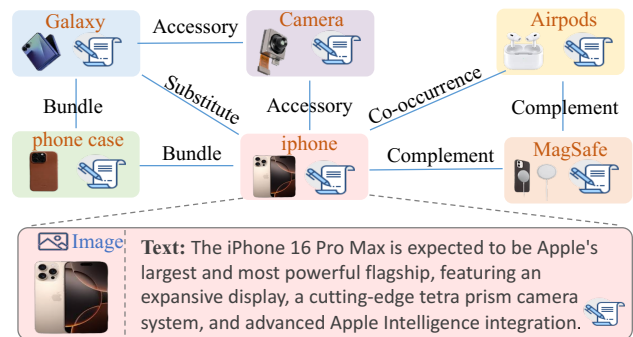 Galaxy
Accessory
Camera
Airpods
Substitute
Co-occurrence
Bundle
Accessory
Complement
phone case
Bundle
iphone
Complement
MagSafe
Image
Text: The iPhone 16 Pro Max is expected to be Apple's
largest and most powerful flagship, featuring an
expansive display, a cutting-edge tetra prism camera
system, and advanced Apple Intelligence integration.